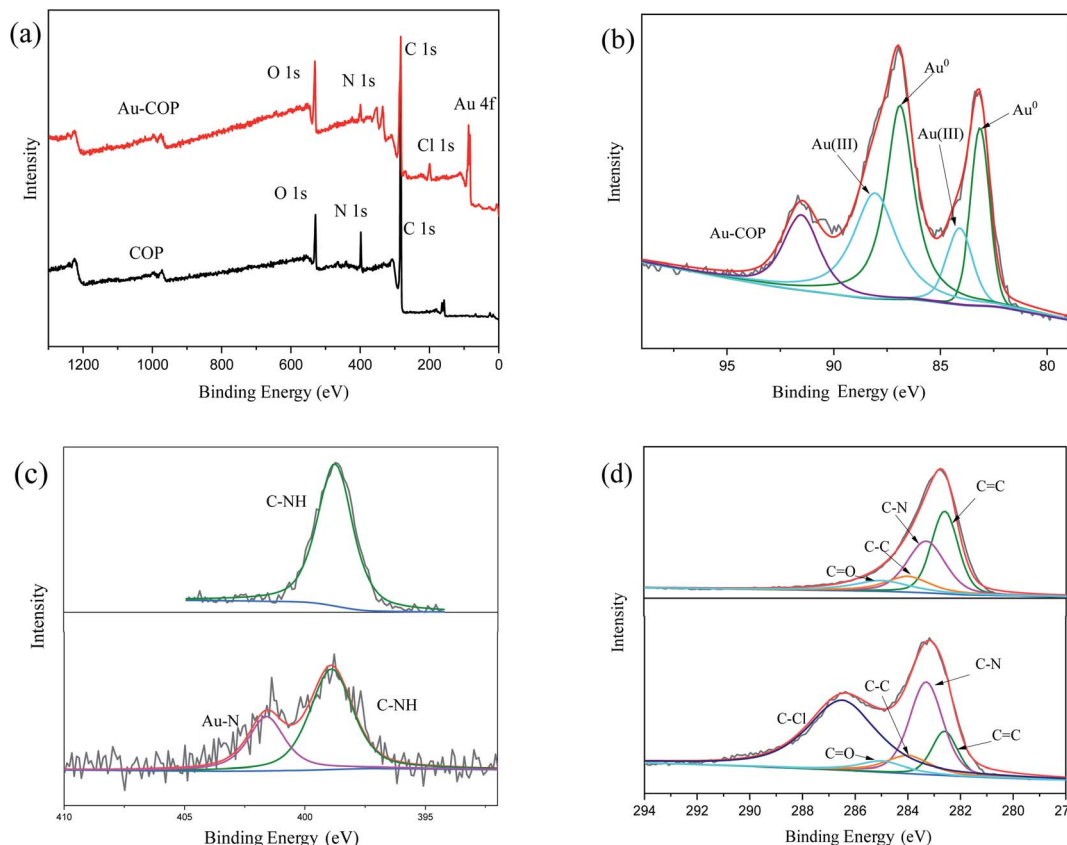 (a)
Intensity
Au-COP
O 1s
N 1s
C 1s
Au 4f
Cl 1s
O 1s
N 1s
C 1s
COP
1200
1000
800
600
400
200
0
Binding Energy (eV)
(b)
Intensity
Au⁰
Au⁰
Au(III)
Au(III)
Au-COP
95
90
85
80
Binding Energy (eV)
(c)
Intensity
C-NH
Au-N
C-NH
410
405
400
395
Binding Energy (eV)
(d)
Intensity
C=C
C-N
C-C
C=O
C-N
C-C
C-Cl
C=O
C=C
294
292
290
288
286
284
282
280
27
Binding Energy (eV)